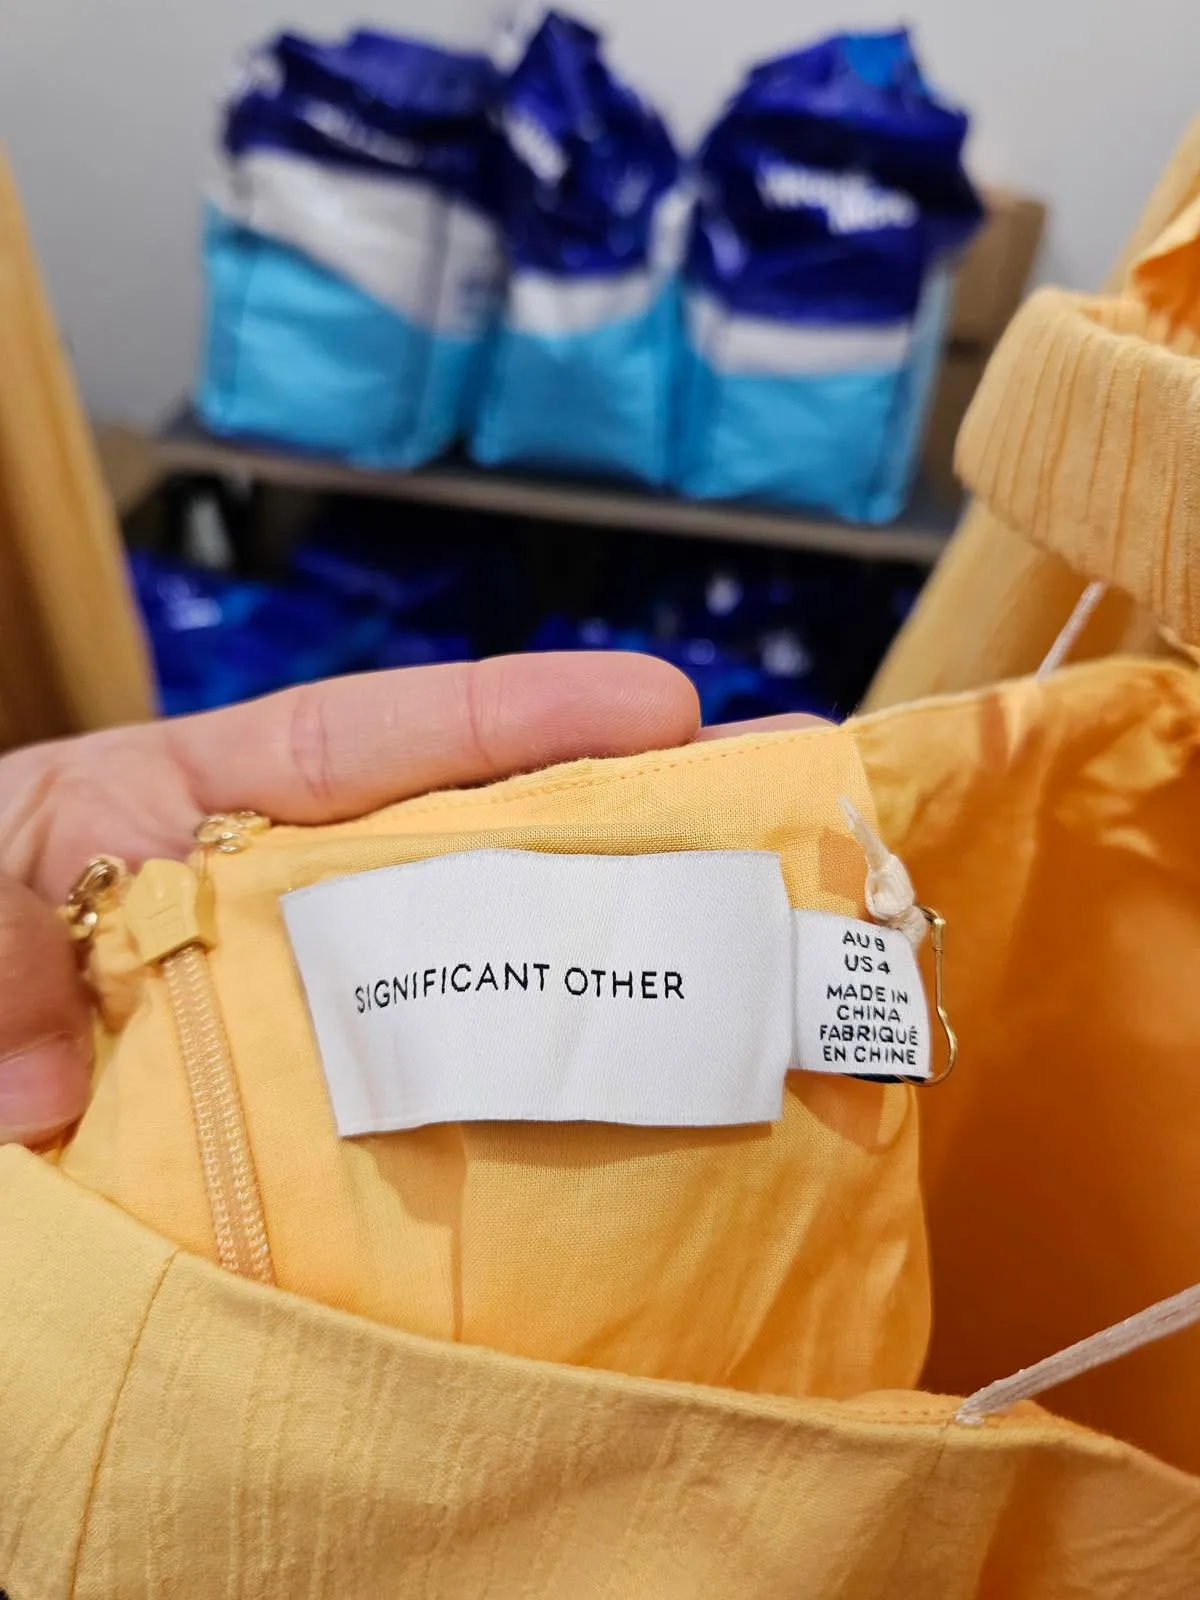 SIGNIFICANT OTHER
AU 8
US 4
MADE IN
CHINA
FABRIQUÉ
EN CHINE